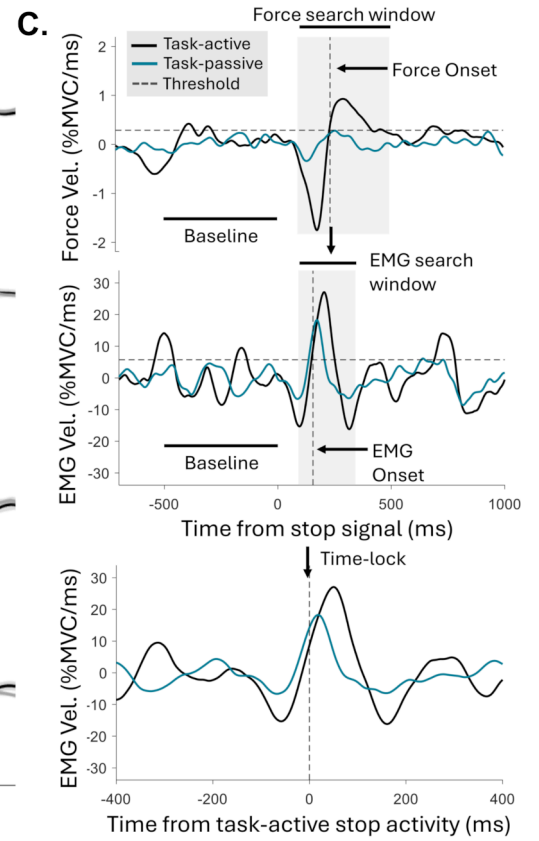 C.
Force search window
Task-active
Task-passive
Threshold
Force Onset
Force Vel. (%MVC/ms)
2
1
0
-1
-2
Baseline
EMG search
window
EMG Vel. (%MVC/ms)
30
20
10
0
-10
-20
-30
Baseline
EMG
Onset
-500
0
500
1000
Time from stop signal (ms)
Time-lock
EMG Vel. (%MVC/ms)
30
20
10
0
-10
-20
-30
-400
-200
0
200
400
Time from task-active stop activity (ms)